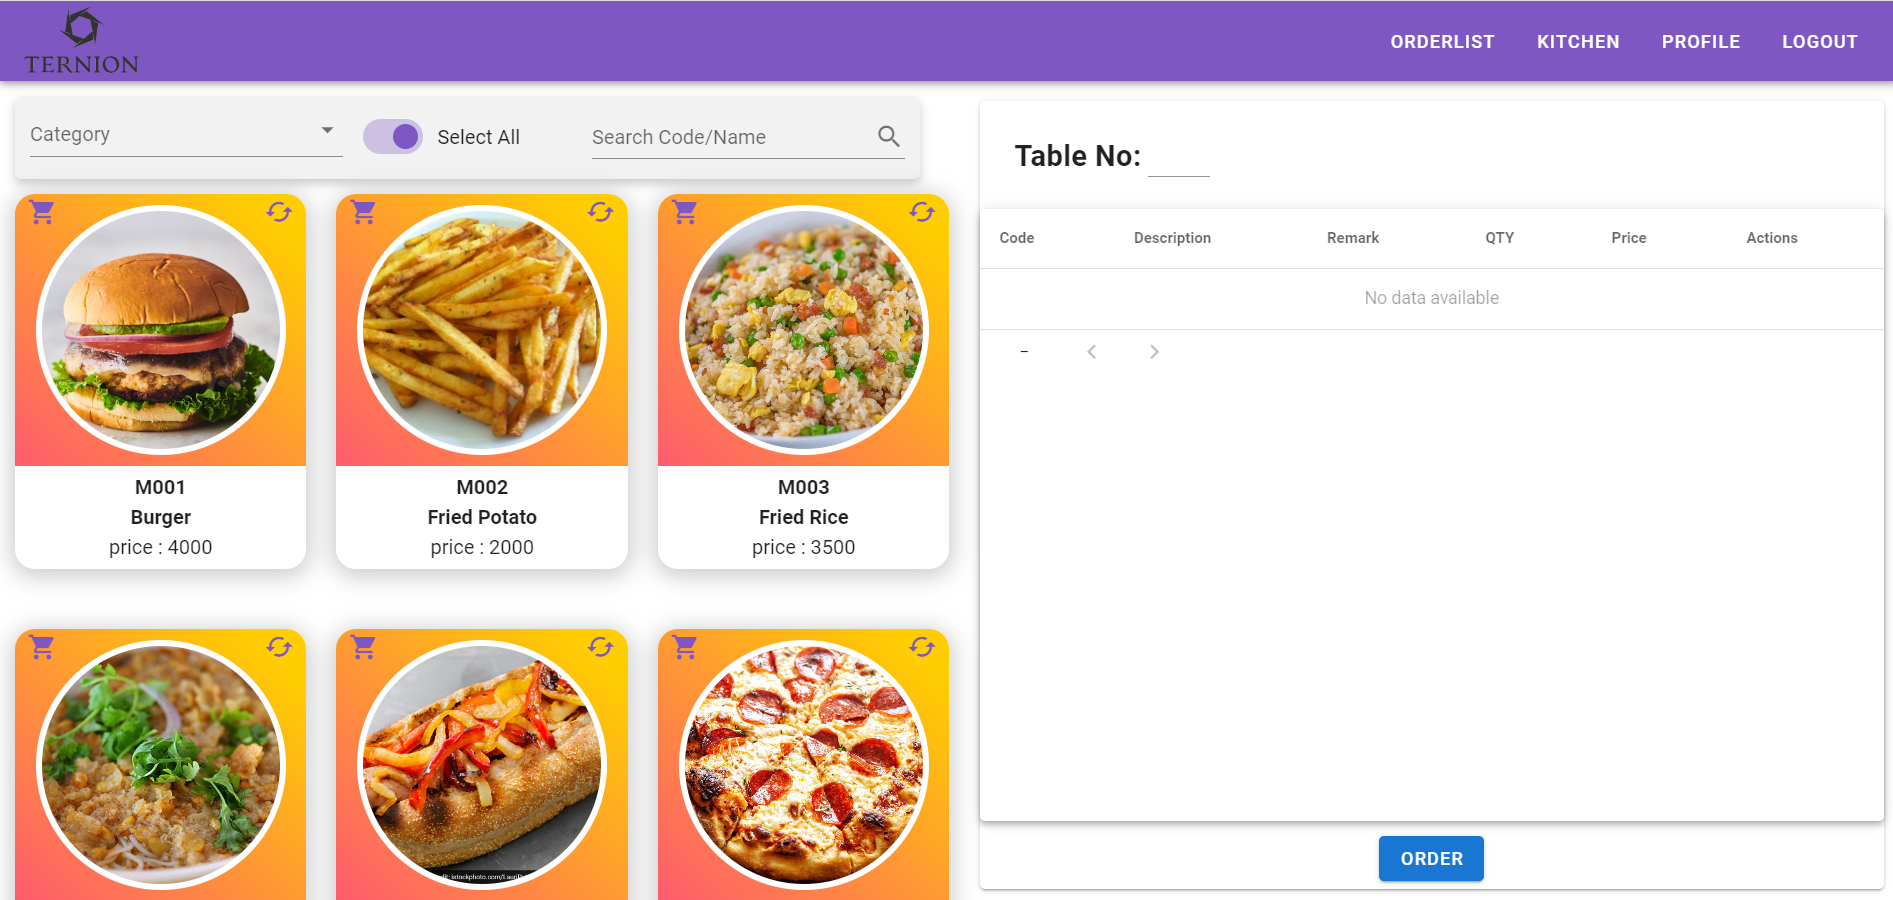 TERNION
ORDERLIST
KITCHEN
PROFILE
LOGOUT
Category
Select All
Search Code/Name
M001
Burger
price : 4000
M002
Fried Potato
price : 2000
M003
Fried Rice
price : 3500
Table No:
Code Description Remark QTY Price Actions
No data available
–
ORDER